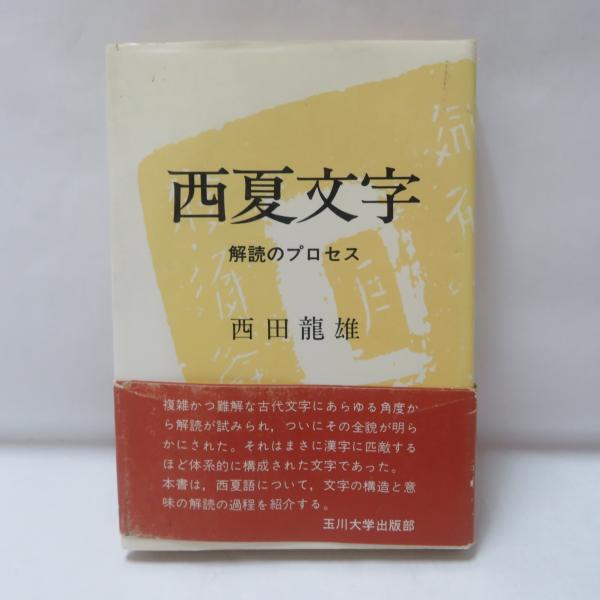 西夏文字
解読のプロセス
西田龍雄
複雑かつ難解な古代文字にあらゆる角度か
ら解読が試みられ，ついにその全貌が明ら
かにされた。それはまさに漢字に匹敵する
ほど体系的に構成された文字であった。
本書は，西夏語について，文字の構造と意
味の解読の過程を紹介する。
玉川大学出版部